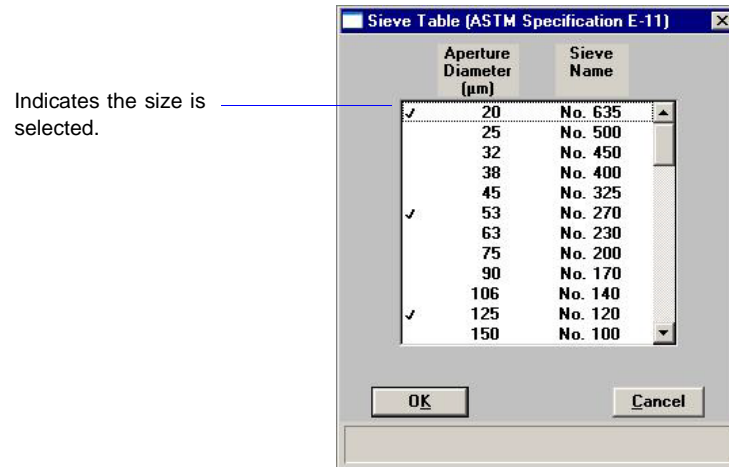 Sieve Table (ASTM Specification E-11)
Aperture Diameter (µm)
Sieve Name
Indicates the size is
selected.
✓ 20 No. 635
25 No. 500
32 No. 450
38 No. 400
45 No. 325
✓ 53 No. 270
63 No. 230
75 No. 200
90 No. 170
106 No. 140
✓ 125 No. 120
150 No. 100
OK
Cancel